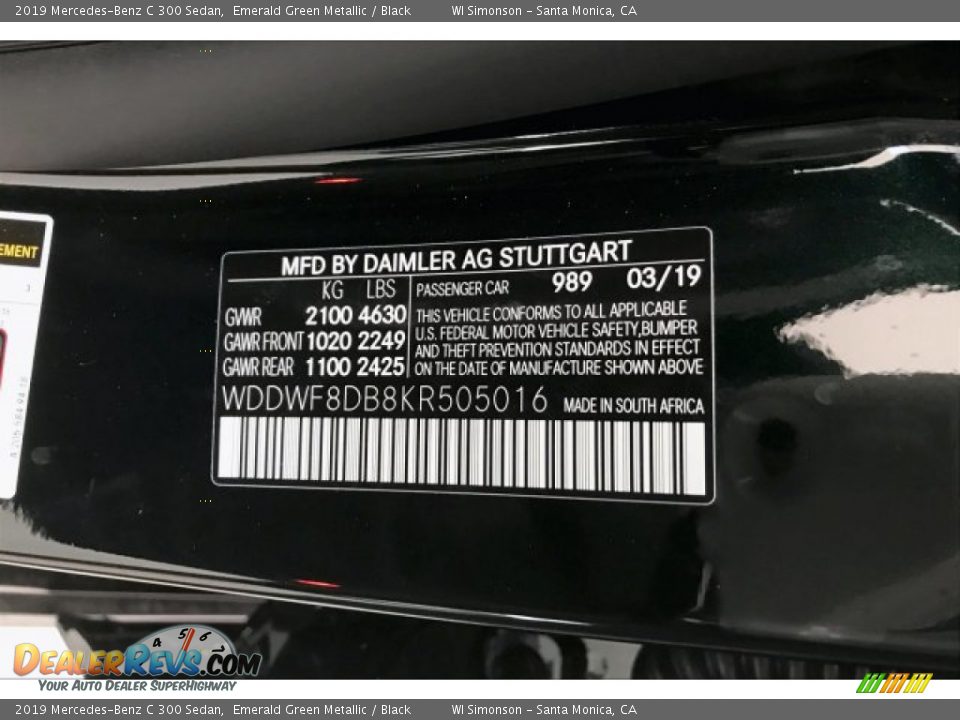 2019 Mercedes-Benz C 300 Sedan, Emerald Green Metallic / Black WI Simonson - Santa Monica, CA
EMENT
MFD BY DAIMLER AG STUTTGART
KG LBS PASSENGER CAR 989 03/19
GVWR 2100 4630
GAWR FRONT 1020 2249
GAWR REAR 1100 2425
THIS VEHICLE CONFORMS TO ALL APPLICABLE
U.S. FEDERAL MOTOR VEHICLE SAFETY,BUMPER
AND THEFT PREVENTION STANDARDS IN EFFECT
ON THE DATE OF MANUFACTURE SHOWN ABOVE
WDDWF8DB8KR505016 MADE IN SOUTH AFRICA
4 5 6
DEALERREVS.COM
YOUR AUTO DEALER SUPERHIGHWAY
2019 Mercedes-Benz C 300 Sedan, Emerald Green Metallic / Black WI Simonson - Santa Monica, CA